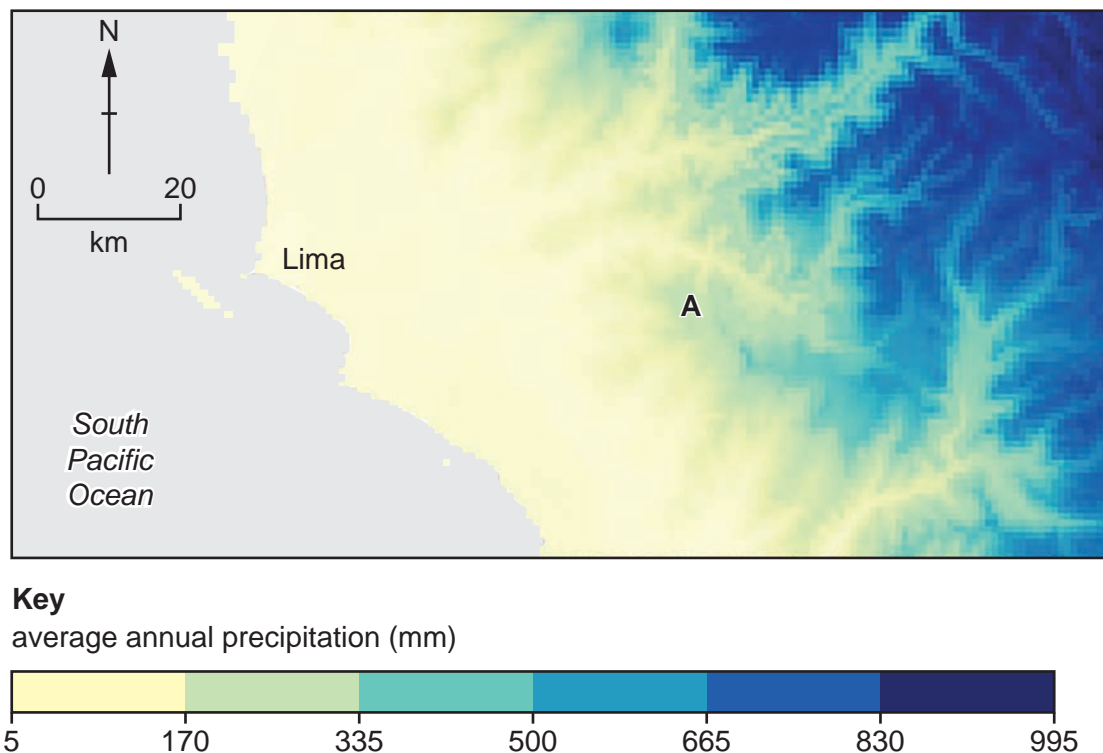 N
0 20
km
Lima
A
South
Pacific
Ocean
Key
average annual precipitation (mm)
5 170 335 500 665 830 995